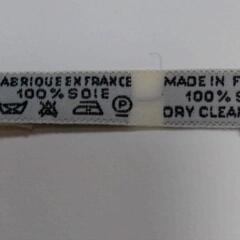 ABRIQUE EN FRANCE
100% SOIE
P
MADE IN F
100% S
DRY CLEAN